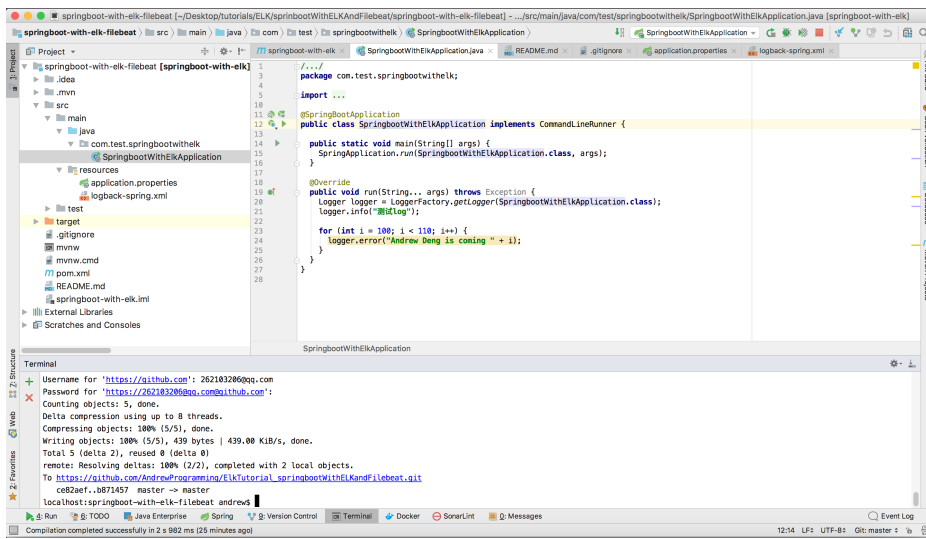 springboot-with-elk-filebeat [~/Desktop/tutorials/ELK/sprinbootWithELKAndFilebeat/springboot-with-elk-filebeat] - .../src/main/java/com/test/springbootwithelk/SpringbootWithElkApplication.java [springboot-with-elk]
springboot-with-elk-filebeat src main java com test springbootwithelk SpringbootWithElkApplication SpringbootWithElkApplication
Project
springboot-with-elk SpringbootWithElkApplication.java README.md .gitignore application.properties logback-spring.xml
1: Project
springboot-with-elk-filebeat [springboot-with-elk]
.idea
.mvn
src
main
java
com.test.springbootwithelk
SpringbootWithElkApplication
resources
application.properties
logback-spring.xml
test
target
.gitignore
mvnw
mvnw.cmd
pom.xml
README.md
springboot-with-elk.iml
External Libraries
Scratches and Consoles
1 /.../
3 package com.test.springbootwithelk;
4
5 import ...
10
11 @SpringBootApplication
12 public class SpringbootWithElkApplication implements CommandLineRunner {
13
14 public static void main(String[] args) {
15 SpringApplication.run(SpringbootWithElkApplication.class, args);
16 }
17
18 @Override
19 public void run(String... args) throws Exception {
20 Logger logger = LoggerFactory.getLogger(SpringbootWithElkApplication.class);
21 logger.info("测试log");
22
23 for (int i = 100; i < 110; i++) {
24 logger.error("Andrew Deng is coming " + i);
25 }
26 }
27 }
28
SpringbootWithElkApplication
Terminal
Z: Structure
Web
2: Favorites
Username for 'https://github.com': 262103206@qq.com
Password for 'https://262103206@qq.com@github.com':
Counting objects: 5, done.
Delta compression using up to 8 threads.
Compressing objects: 100% (5/5), done.
Writing objects: 100% (5/5), 439 bytes | 439.00 KiB/s, done.
Total 5 (delta 2), reused 0 (delta 0)
remote: Resolving deltas: 100% (2/2), completed with 2 local objects.
To https://github.com/AndrewProgramming/ElkTutorial_springbootWithELKandFilebeat.git
ce82aef..b871457 master -> master
localhost:springboot-with-elk-filebeat andrew$
4: Run 6: TODO Java Enterprise Spring 9: Version Control Terminal Docker SonarLint 0: Messages Event Log
Compilation completed successfully in 2 s 982 ms (25 minutes ago) 12:14 LF UTF-8 Git: master